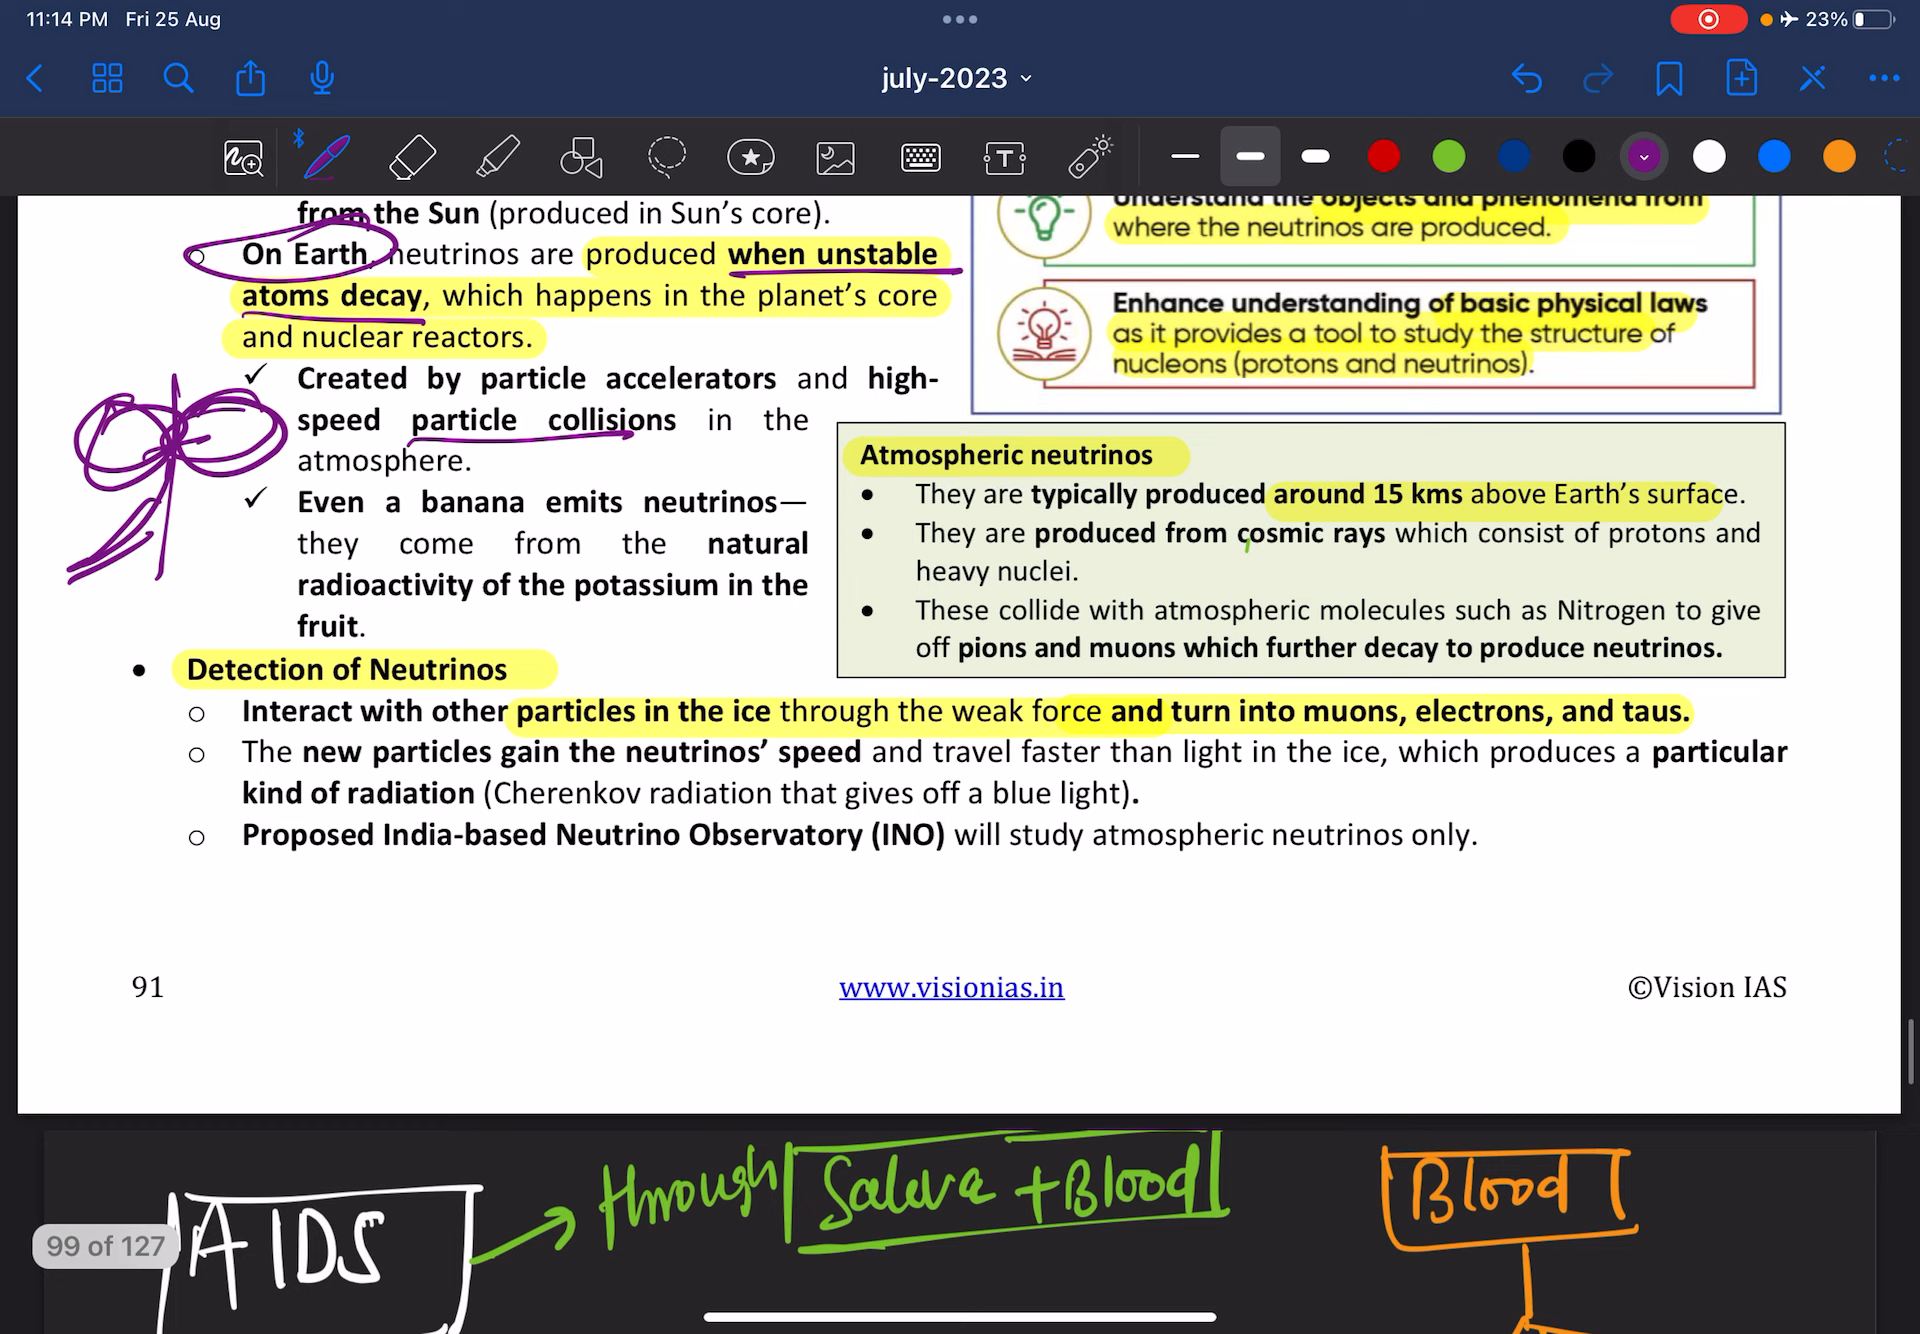 11:14 PM Fri 25 Aug
23%
july-2023
from the Sun (produced in Sun's core).
On Earth, neutrinos are produced when unstable
atoms decay, which happens in the planet's core
and nuclear reactors.
✓ Created by particle accelerators and high-
speed particle collisions in the
atmosphere.
✓ Even a banana emits neutrinos—
they come from the natural
radioactivity of the potassium in the
fruit.
Understand the objects and phenomena from
where the neutrinos are produced.
Enhance understanding of basic physical laws
as it provides a tool to study the structure of
nucleons (protons and neutrinos).
Atmospheric neutrinos
• They are typically produced around 15 kms above Earth's surface.
• They are produced from cosmic rays which consist of protons and
heavy nuclei.
• These collide with atmospheric molecules such as Nitrogen to give
off pions and muons which further decay to produce neutrinos.
• Detection of Neutrinos
o Interact with other particles in the ice through the weak force and turn into muons, electrons, and taus.
o The new particles gain the neutrinos' speed and travel faster than light in the ice, which produces a particular
kind of radiation (Cherenkov radiation that gives off a blue light).
o Proposed India-based Neutrino Observatory (INO) will study atmospheric neutrinos only.
91 www.visionias.in ©Vision IAS
AIDS through Saleva + Blood Blood
99 of 127